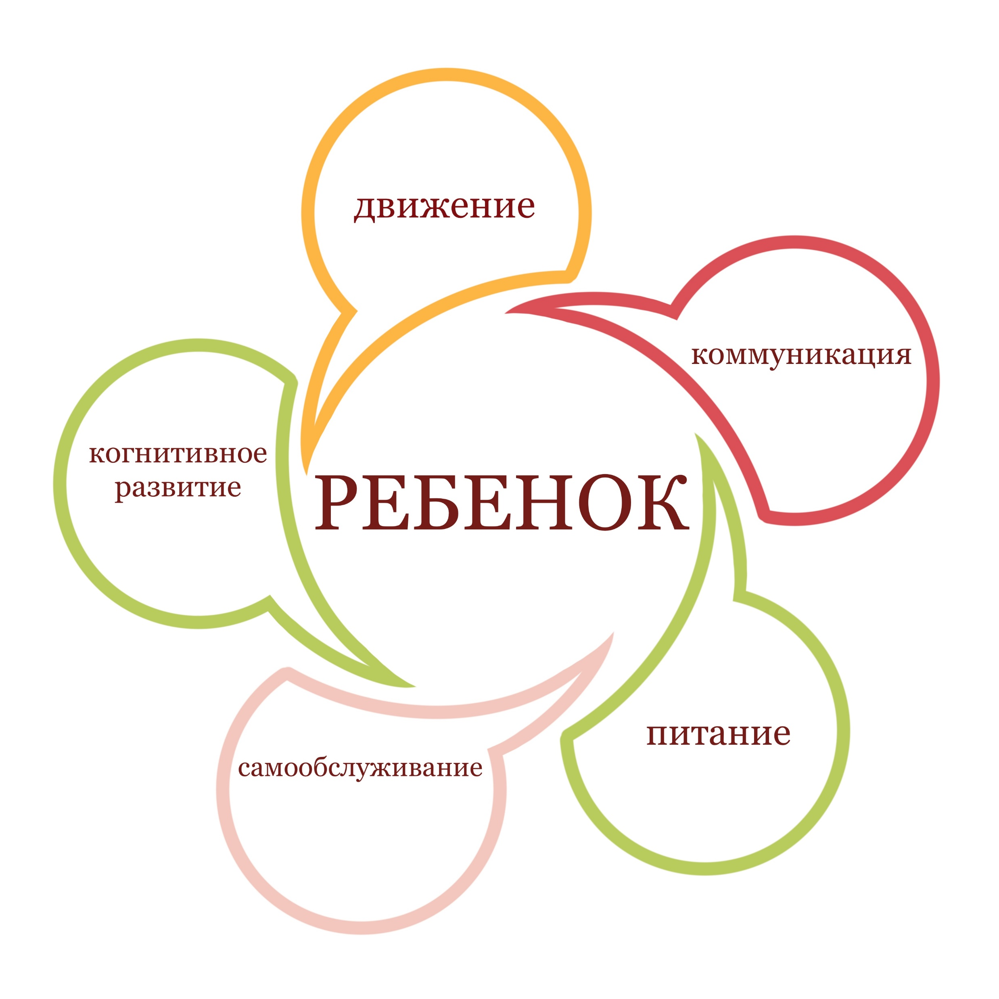 движение
коммуникация
когнитивное
развитие
РЕБЕНОК
питание
самообслуживание